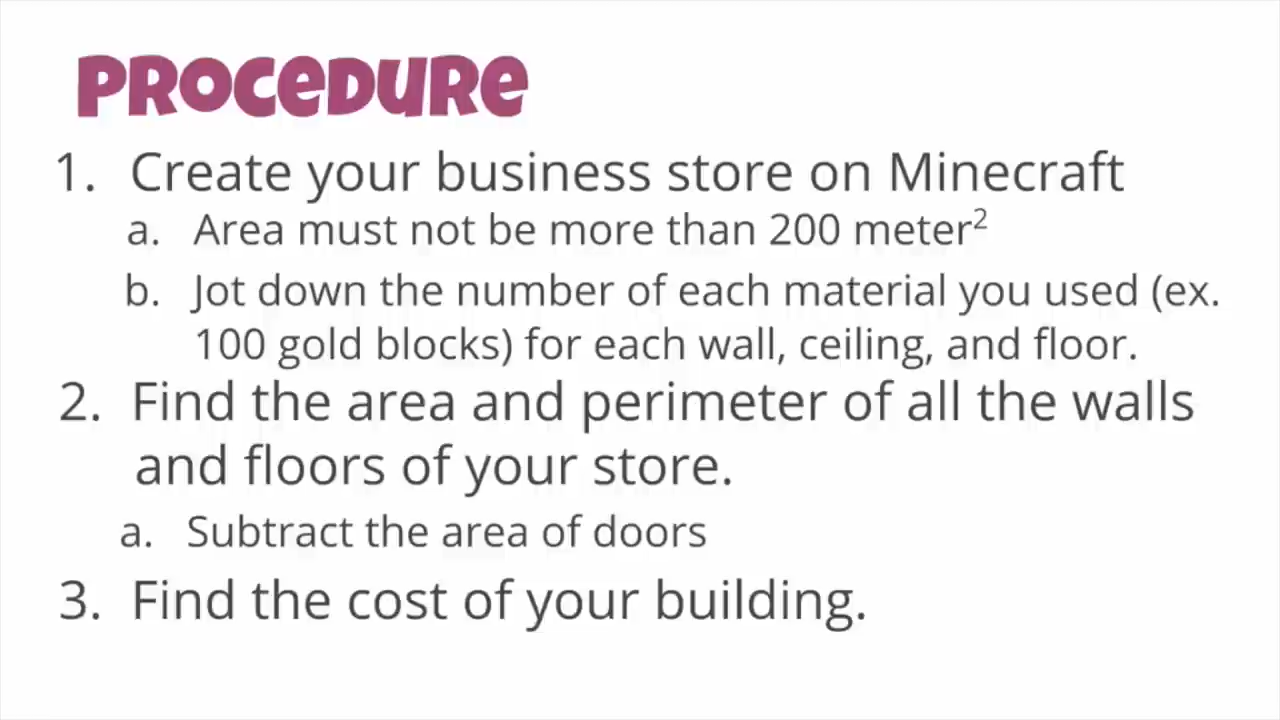 PROCEDURE
1. Create your business store on Minecraft
a. Area must not be more than 200 meter²
b. Jot down the number of each material you used (ex.
100 gold blocks) for each wall, ceiling, and floor.
2. Find the area and perimeter of all the walls
and floors of your store.
a. Subtract the area of doors
3. Find the cost of your building.